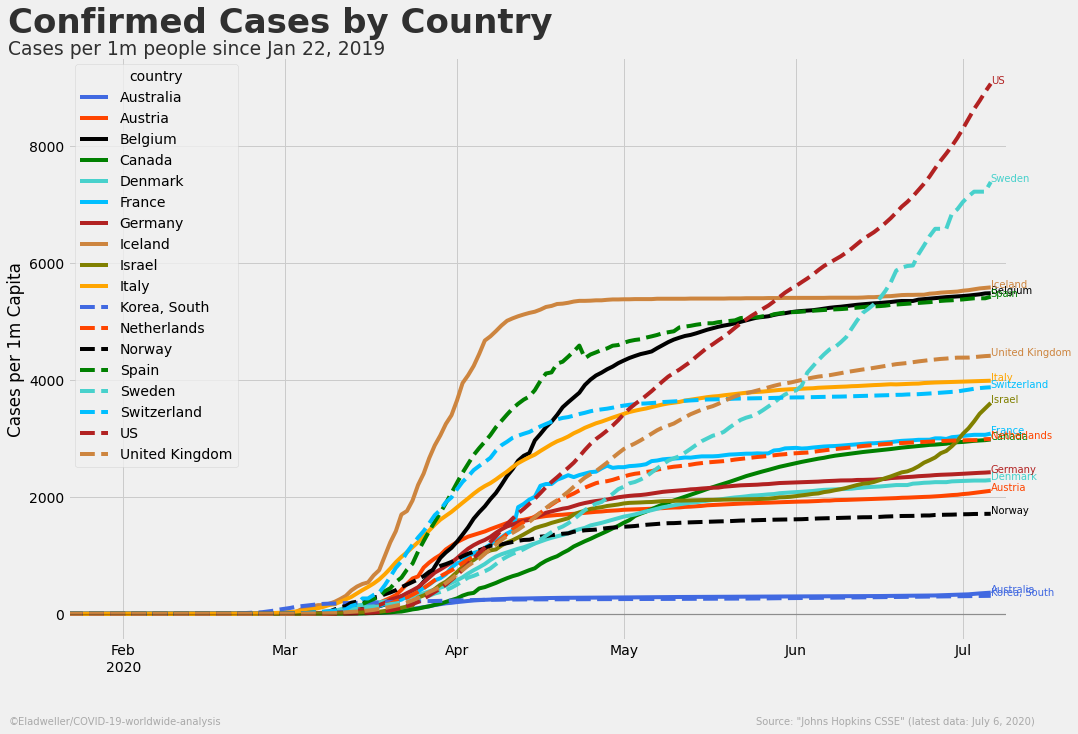 Confirmed Cases by Country
Cases per 1m people since Jan 22, 2019
country
Australia
Austria
Belgium
Canada
Denmark
France
Germany
Iceland
Israel
Italy
Korea, South
Netherlands
Norway
Spain
Sweden
Switzerland
US
United Kingdom
Cases per 1m Capita
8000
6000
4000
2000
0
US
Sweden
Iceland
Belgium
Spain
United Kingdom
Italy
Switzerland
Israel
France
Netherlands
Canada
Germany
Denmark
Austria
Norway
Australia
Korea, South
Feb Mar Apr May Jun Jul
2020
©Eladweller/COVID-19-worldwide-analysis
Source: "Johns Hopkins CSSE" (latest data: July 6, 2020)